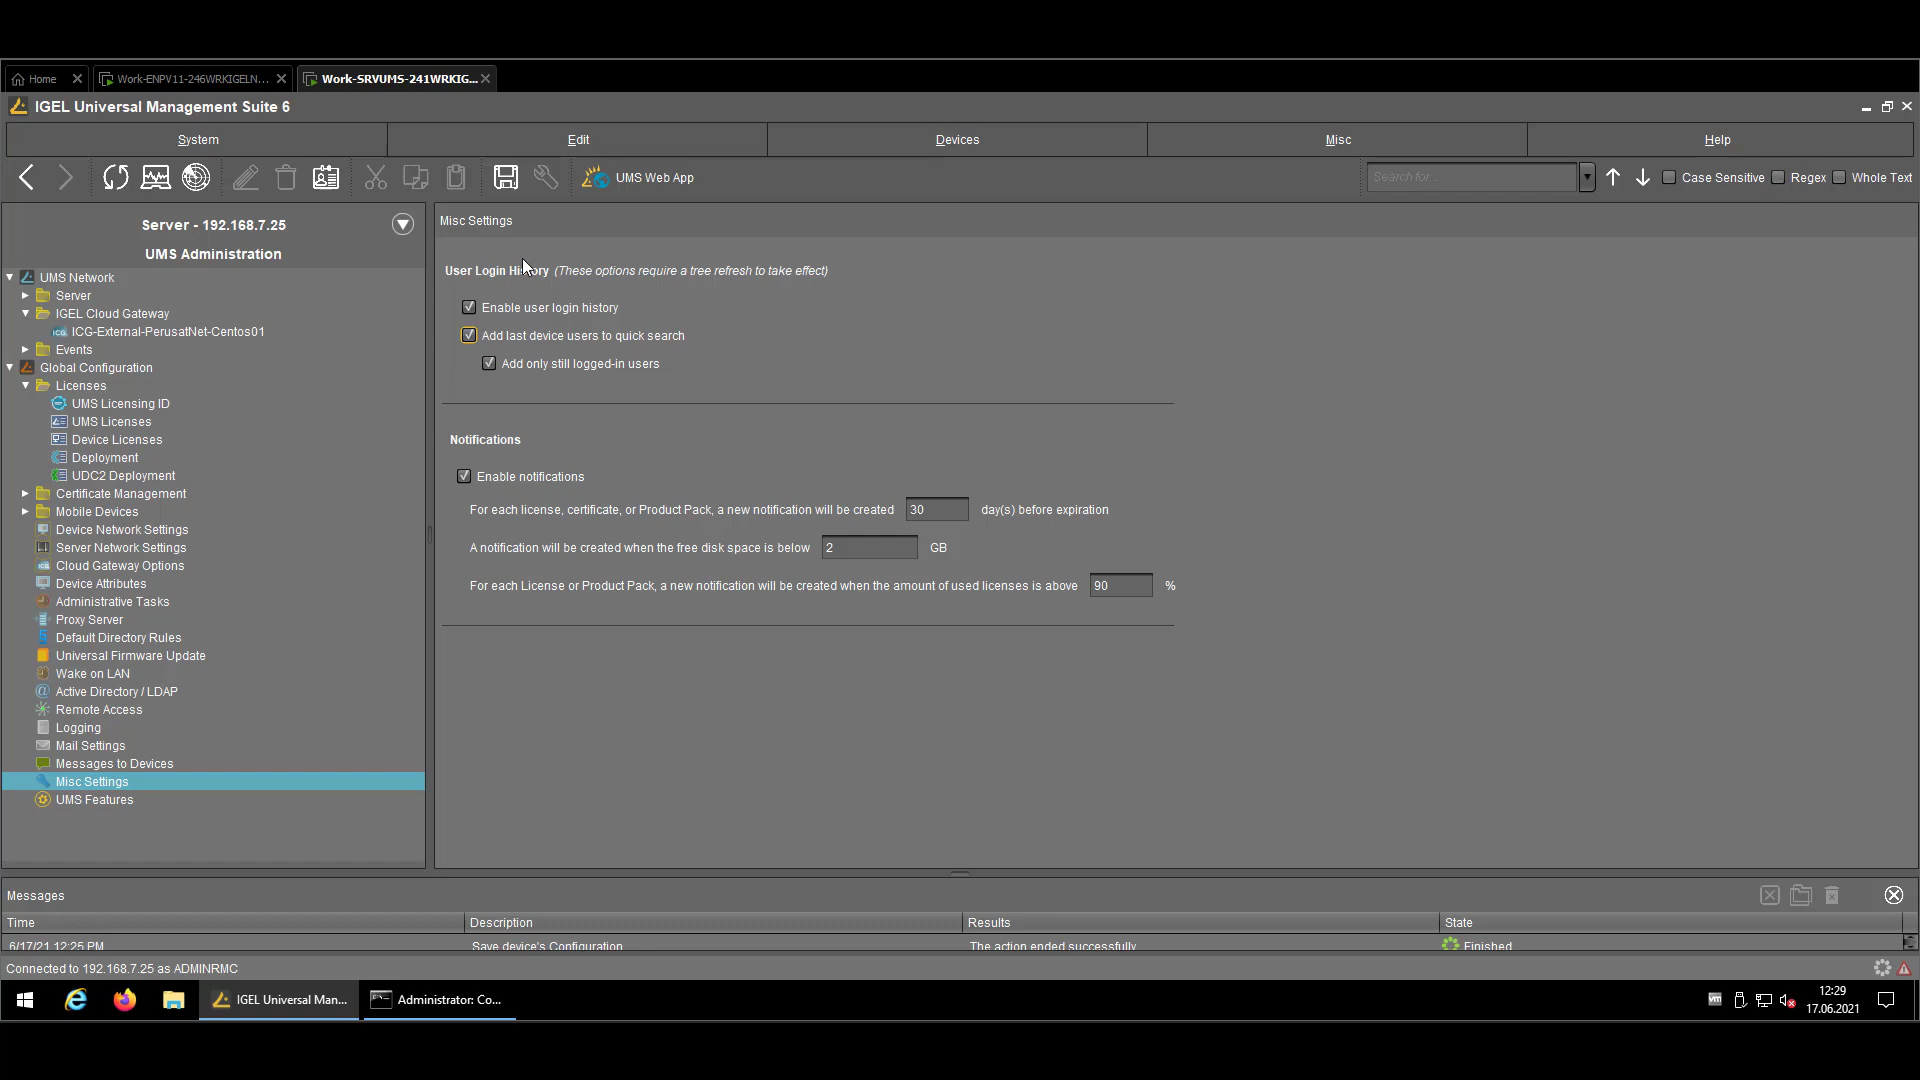 Home
Work-ENPV11-246WRKIGELN...
Work-SRVUMS-241WRKIG...
IGEL Universal Management Suite 6
System
Edit
Devices
Misc
Help
UMS Web App
Search for...
Case Sensitive
Regex
Whole Text
Server - 192.168.7.25
UMS Administration
UMS Network
Server
IGEL Cloud Gateway
ICG-External-PerusatNet-Centos01
Events
Global Configuration
Licenses
UMS Licensing ID
UMS Licenses
Device Licenses
Deployment
UDC2 Deployment
Certificate Management
Mobile Devices
Device Network Settings
Server Network Settings
Cloud Gateway Options
Device Attributes
Administrative Tasks
Proxy Server
Default Directory Rules
Universal Firmware Update
Wake on LAN
Active Directory / LDAP
Remote Access
Logging
Mail Settings
Messages to Devices
Misc Settings
UMS Features
Misc Settings
User Login History (These options require a tree refresh to take effect)
Enable user login history
Add last device users to quick search
Add only still logged-in users
Notifications
Enable notifications
For each license, certificate, or Product Pack, a new notification will be created 30 day(s) before expiration
A notification will be created when the free disk space is below 2 GB
For each License or Product Pack, a new notification will be created when the amount of used licenses is above 90 %
Messages
Time Description Results State
6/17/21 12:25 PM Save device's Configuration The action ended successfully Finished
Connected to 192.168.7.25 as ADMINRMC
IGEL Universal Man...
Administrator: Co...
12:29
17.06.2021